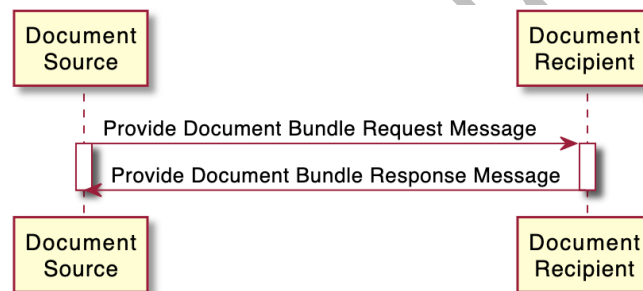 Document
Source
Document
Recipient
Provide Document Bundle Request Message
Provide Document Bundle Response Message
Document
Source
Document
Recipient